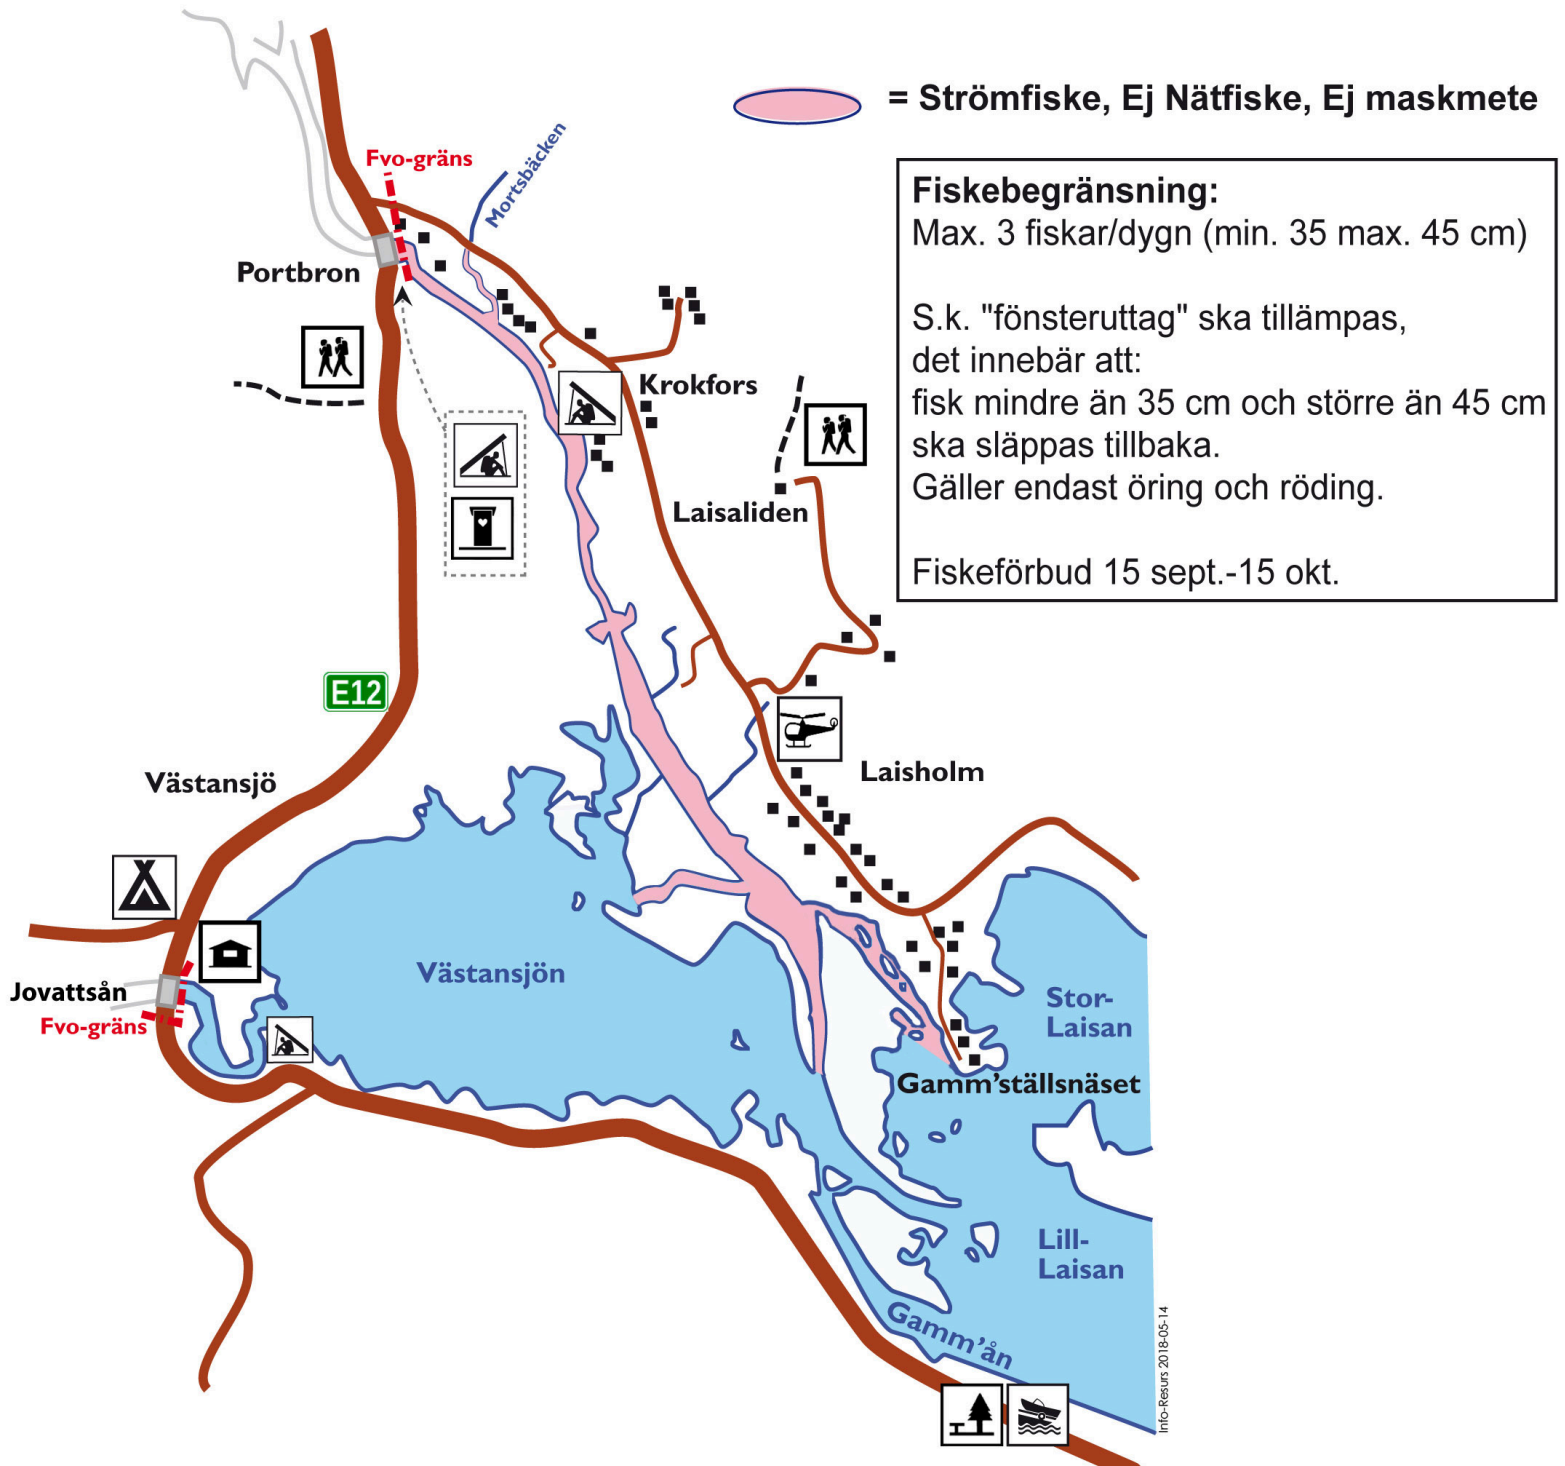 = Strömfiske, Ej Nätfiske, Ej maskmete
Fiskebegränsning:
Max. 3 fiskar/dygn (min. 35 max. 45 cm)
S.k. "fönsteruttag" ska tillämpas,
det innebär att:
fisk mindre än 35 cm och större än 45 cm
ska släppas tillbaka.
Gäller endast öring och röding.
Fiskeförbud 15 sept.-15 okt.
Fvo-gräns
Mortsbäcken
Portbron
Krokfors
Laisaliden
E12
Västansjö
Laisholm
Västansjön
Jovattsån
Fvo-gräns
Stor-
Laisan
Gamm'ställsnäset
Lill-
Laisan
Gamm'ån
Info-Resurs 2018-05-14